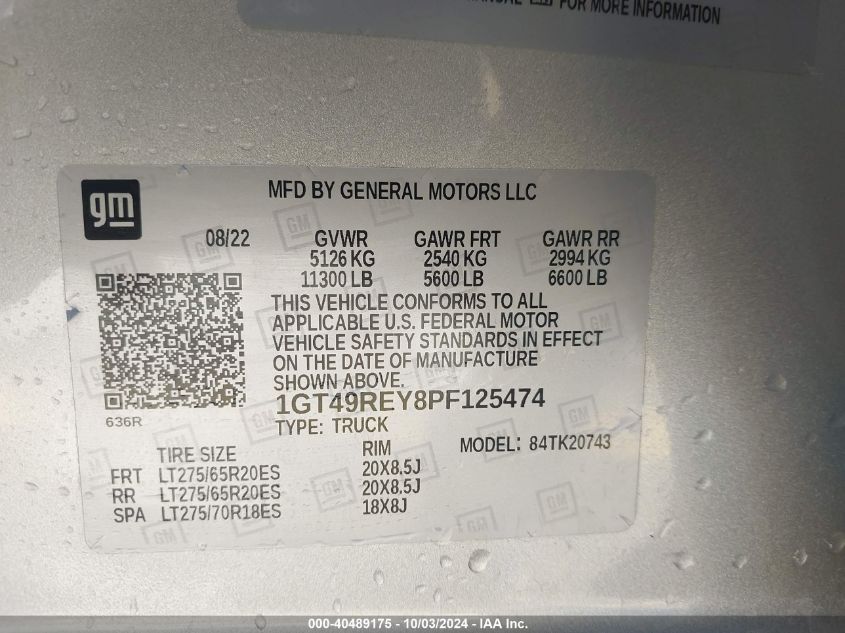 MANUAL FOR MORE INFORMATION
gm
MFD BY GENERAL MOTORS LLC
08/22 GVWR GAWR FRT GAWR RR
5126 KG 2540 KG 2994 KG
11300 LB 5600 LB 6600 LB
THIS VEHICLE CONFORMS TO ALL
APPLICABLE U.S. FEDERAL MOTOR
VEHICLE SAFETY STANDARDS IN EFFECT
ON THE DATE OF MANUFACTURE
SHOWN ABOVE.
1GT49REY8PF125474
636R
TYPE: TRUCK
TIRE SIZE RIM MODEL: 84TK20743
FRT LT275/65R20ES 20X8.5J
RR LT275/65R20ES 20X8.5J
SPA LT275/70R18ES 18X8J
000-40489175 - 10/03/2024 - IAA Inc.